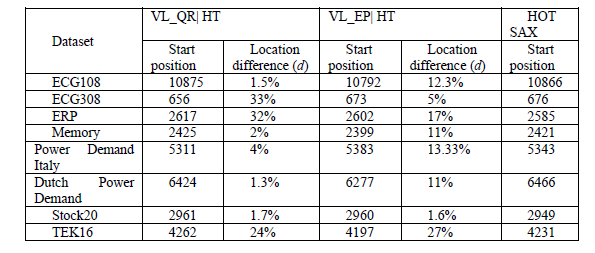 Dataset VL_QR| HT VL_EP| HT HOT SAX
Start position Location difference (d) Start position Location difference (d) Start position
ECG108 10875 1.5% 10792 12.3% 10866
ECG308 656 33% 673 5% 676
ERP 2617 32% 2602 17% 2585
Memory 2425 2% 2399 11% 2421
Power Demand Italy 5311 4% 5383 13.33% 5343
Dutch Power Demand 6424 1.3% 6277 11% 6466
Stock20 2961 1.7% 2960 1.6% 2949
TEK16 4262 24% 4197 27% 4231